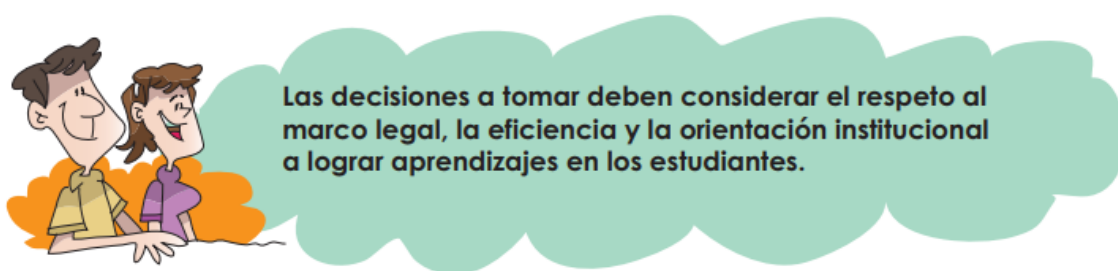 Las decisiones a tomar deben considerar el respeto al
marco legal, la eficiencia y la orientación institucional
a lograr aprendizajes en los estudiantes.